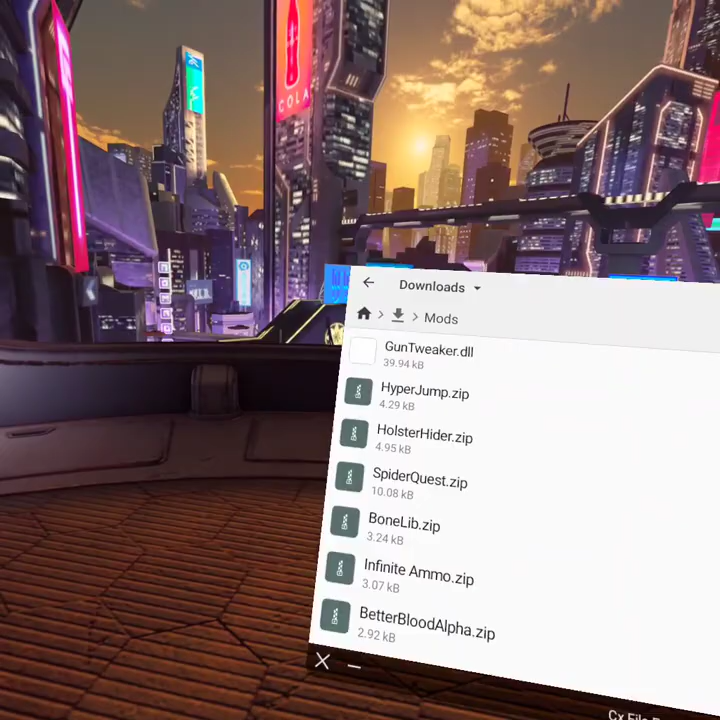 COLA
Downloads
Mods
GunTweaker.dll
39.94 kB
HyperJump.zip
4.29 kB
HolsterHider.zip
4.95 kB
SpiderQuest.zip
10.08 kB
BoneLib.zip
3.24 kB
Infinite Ammo.zip
3.07 kB
BetterBloodAlpha.zip
2.92 kB
Cx File